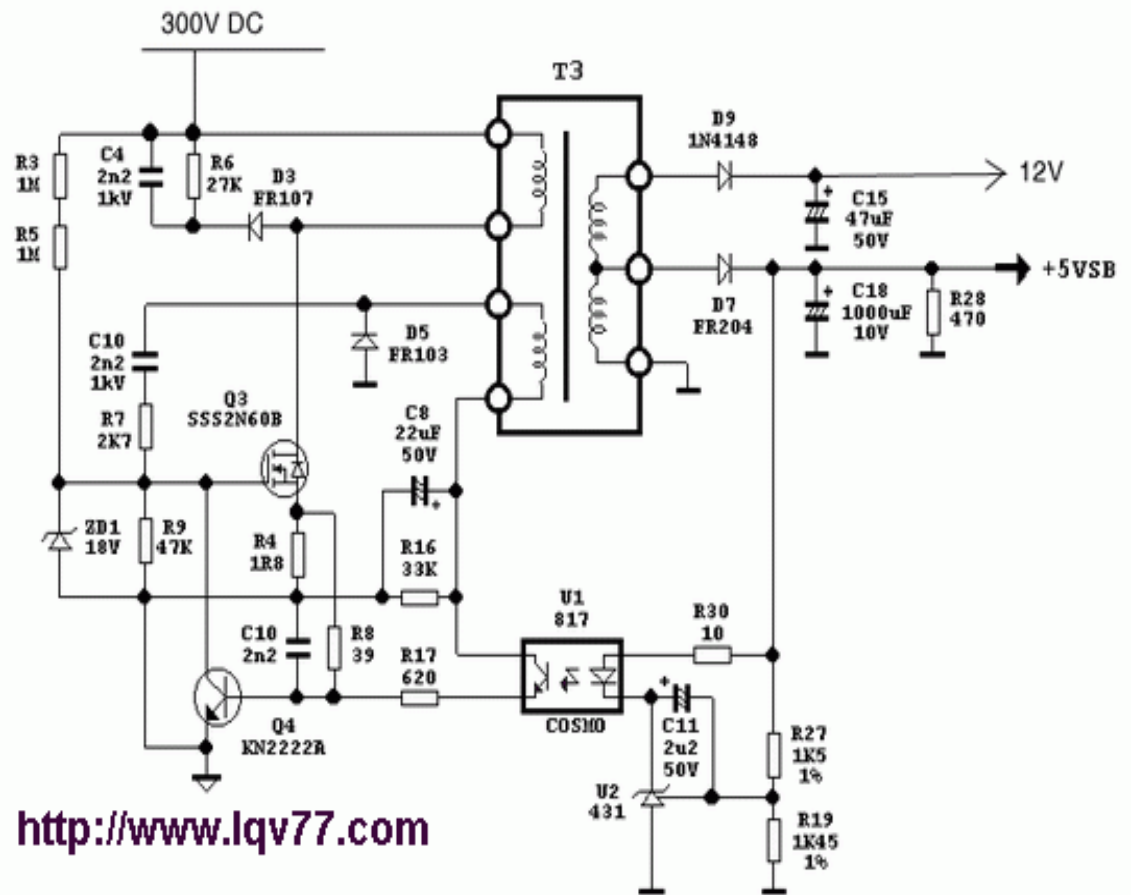 300V DC
T3
D9
1N4148
12V
R3
1M
C4
2n2
1kV
R6
27K
D3
FR107
C15
47uF
50V
R5
1M
+5VSB
D7
FR204
C18
1000uF
10V
R28
470
C10
2n2
1kV
D5
FR103
R7
2K7
Q3
SSS2N60B
C8
22uF
50V
ZD1
18V
R9
47K
R4
1R8
R16
33K
U1
817
R30
10
C10
2n2
R8
39
R17
620
COSMO
Q4
KN2222A
C11
2u2
50V
R27
1K5
1%
U2
431
R19
1K45
1%
http://www.lqv77.com